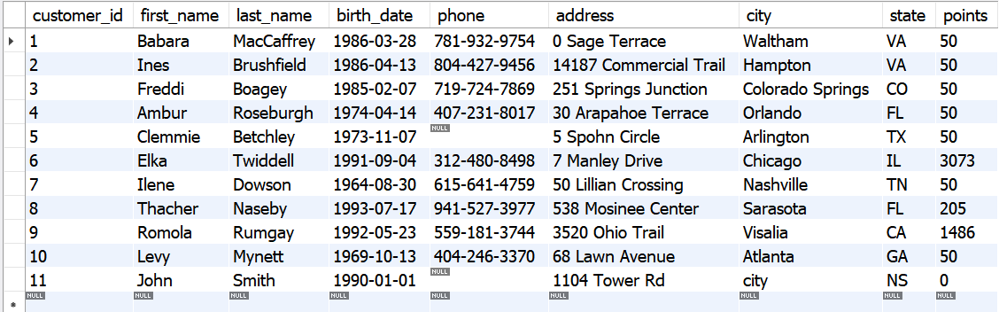 customer_id first_name last_name birth_date phone address city state points
1 Babara MacCaffrey 1986-03-28 781-932-9754 0 Sage Terrace Waltham VA 50
2 Ines Brushfield 1986-04-13 804-427-9456 14187 Commercial Trail Hampton VA 50
3 Freddi Boagey 1985-02-07 719-724-7869 251 Springs Junction Colorado Springs CO 50
4 Ambur Roseburgh 1974-04-14 407-231-8017 30 Arapahoe Terrace Orlando FL 50
5 Clemmie Betchley 1973-11-07 NULL 5 Spohn Circle Arlington TX 50
6 Elka Twiddell 1991-09-04 312-480-8498 7 Manley Drive Chicago IL 3073
7 Ilene Dowson 1964-08-30 615-641-4759 50 Lillian Crossing Nashville TN 50
8 Thacher Naseby 1993-07-17 941-527-3977 538 Mosinee Center Sarasota FL 205
9 Romola Rumgay 1992-05-23 559-181-3744 3520 Ohio Trail Visalia CA 1486
10 Levy Mynett 1969-10-13 404-246-3370 68 Lawn Avenue Atlanta GA 50
11 John Smith 1990-01-01 NULL 1104 Tower Rd city NS 0
NULL NULL NULL NULL NULL NULL NULL NULL NULL